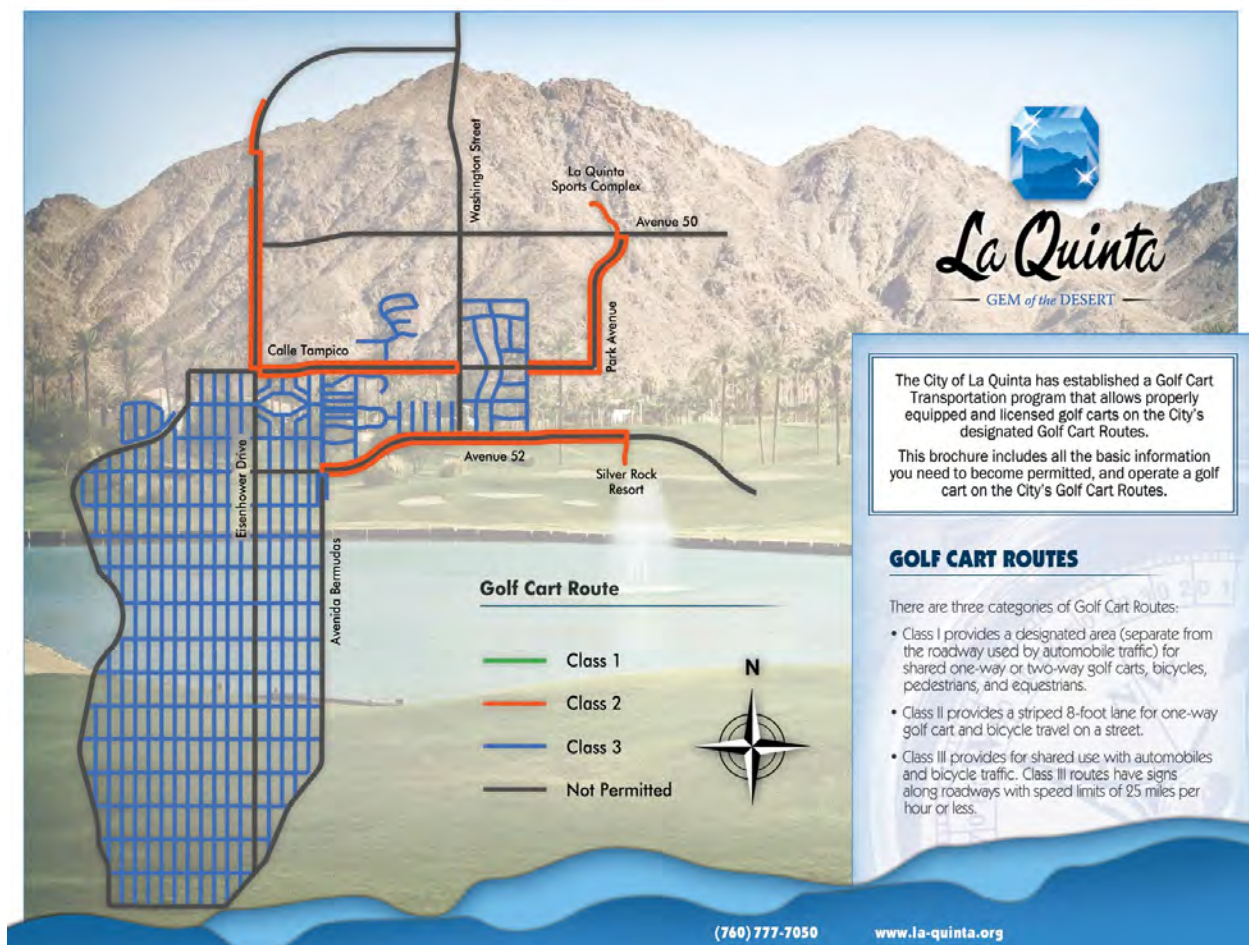 Washington Street
La Quinta
Sports Complex
Avenue 50
Calle Tampico
Park Avenue
Eisenhower Drive
Avenue 52
Silver Rock
Resort
Avenida Bermudas
Golf Cart Route
Class 1
Class 2
Class 3
Not Permitted
N
La Quinta
GEM of the DESERT
The City of La Quinta has established a Golf Cart
Transportation program that allows properly
equipped and licensed golf carts on the City's
designated Golf Cart Routes.
This brochure includes all the basic information
you need to become permitted, and operate a golf
cart on the City's Golf Cart Routes.
GOLF CART ROUTES
There are three categories of Golf Cart Routes:
• Class I provides a designated area (separate from
the roadway used by automobile traffic) for
shared one-way or two-way golf carts, bicycles,
pedestrians, and equestrians.
• Class II provides a striped 8-foot lane for one-way
golf cart and bicycle travel on a street.
• Class III provides for shared use with automobiles
and bicycle traffic. Class III routes have signs
along roadways with speed limits of 25 miles per
hour or less.
(760) 777-7050
www.la-quinta.org